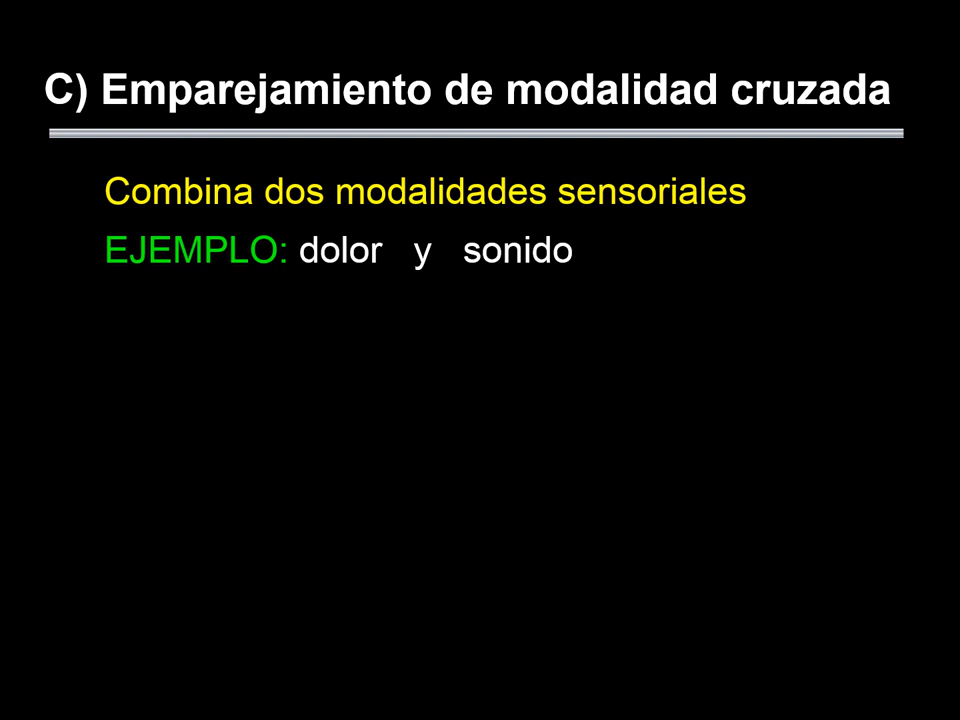 C) Emparejamiento de modalidad cruzada
Combina dos modalidades sensoriales
EJEMPLO: dolor y sonido